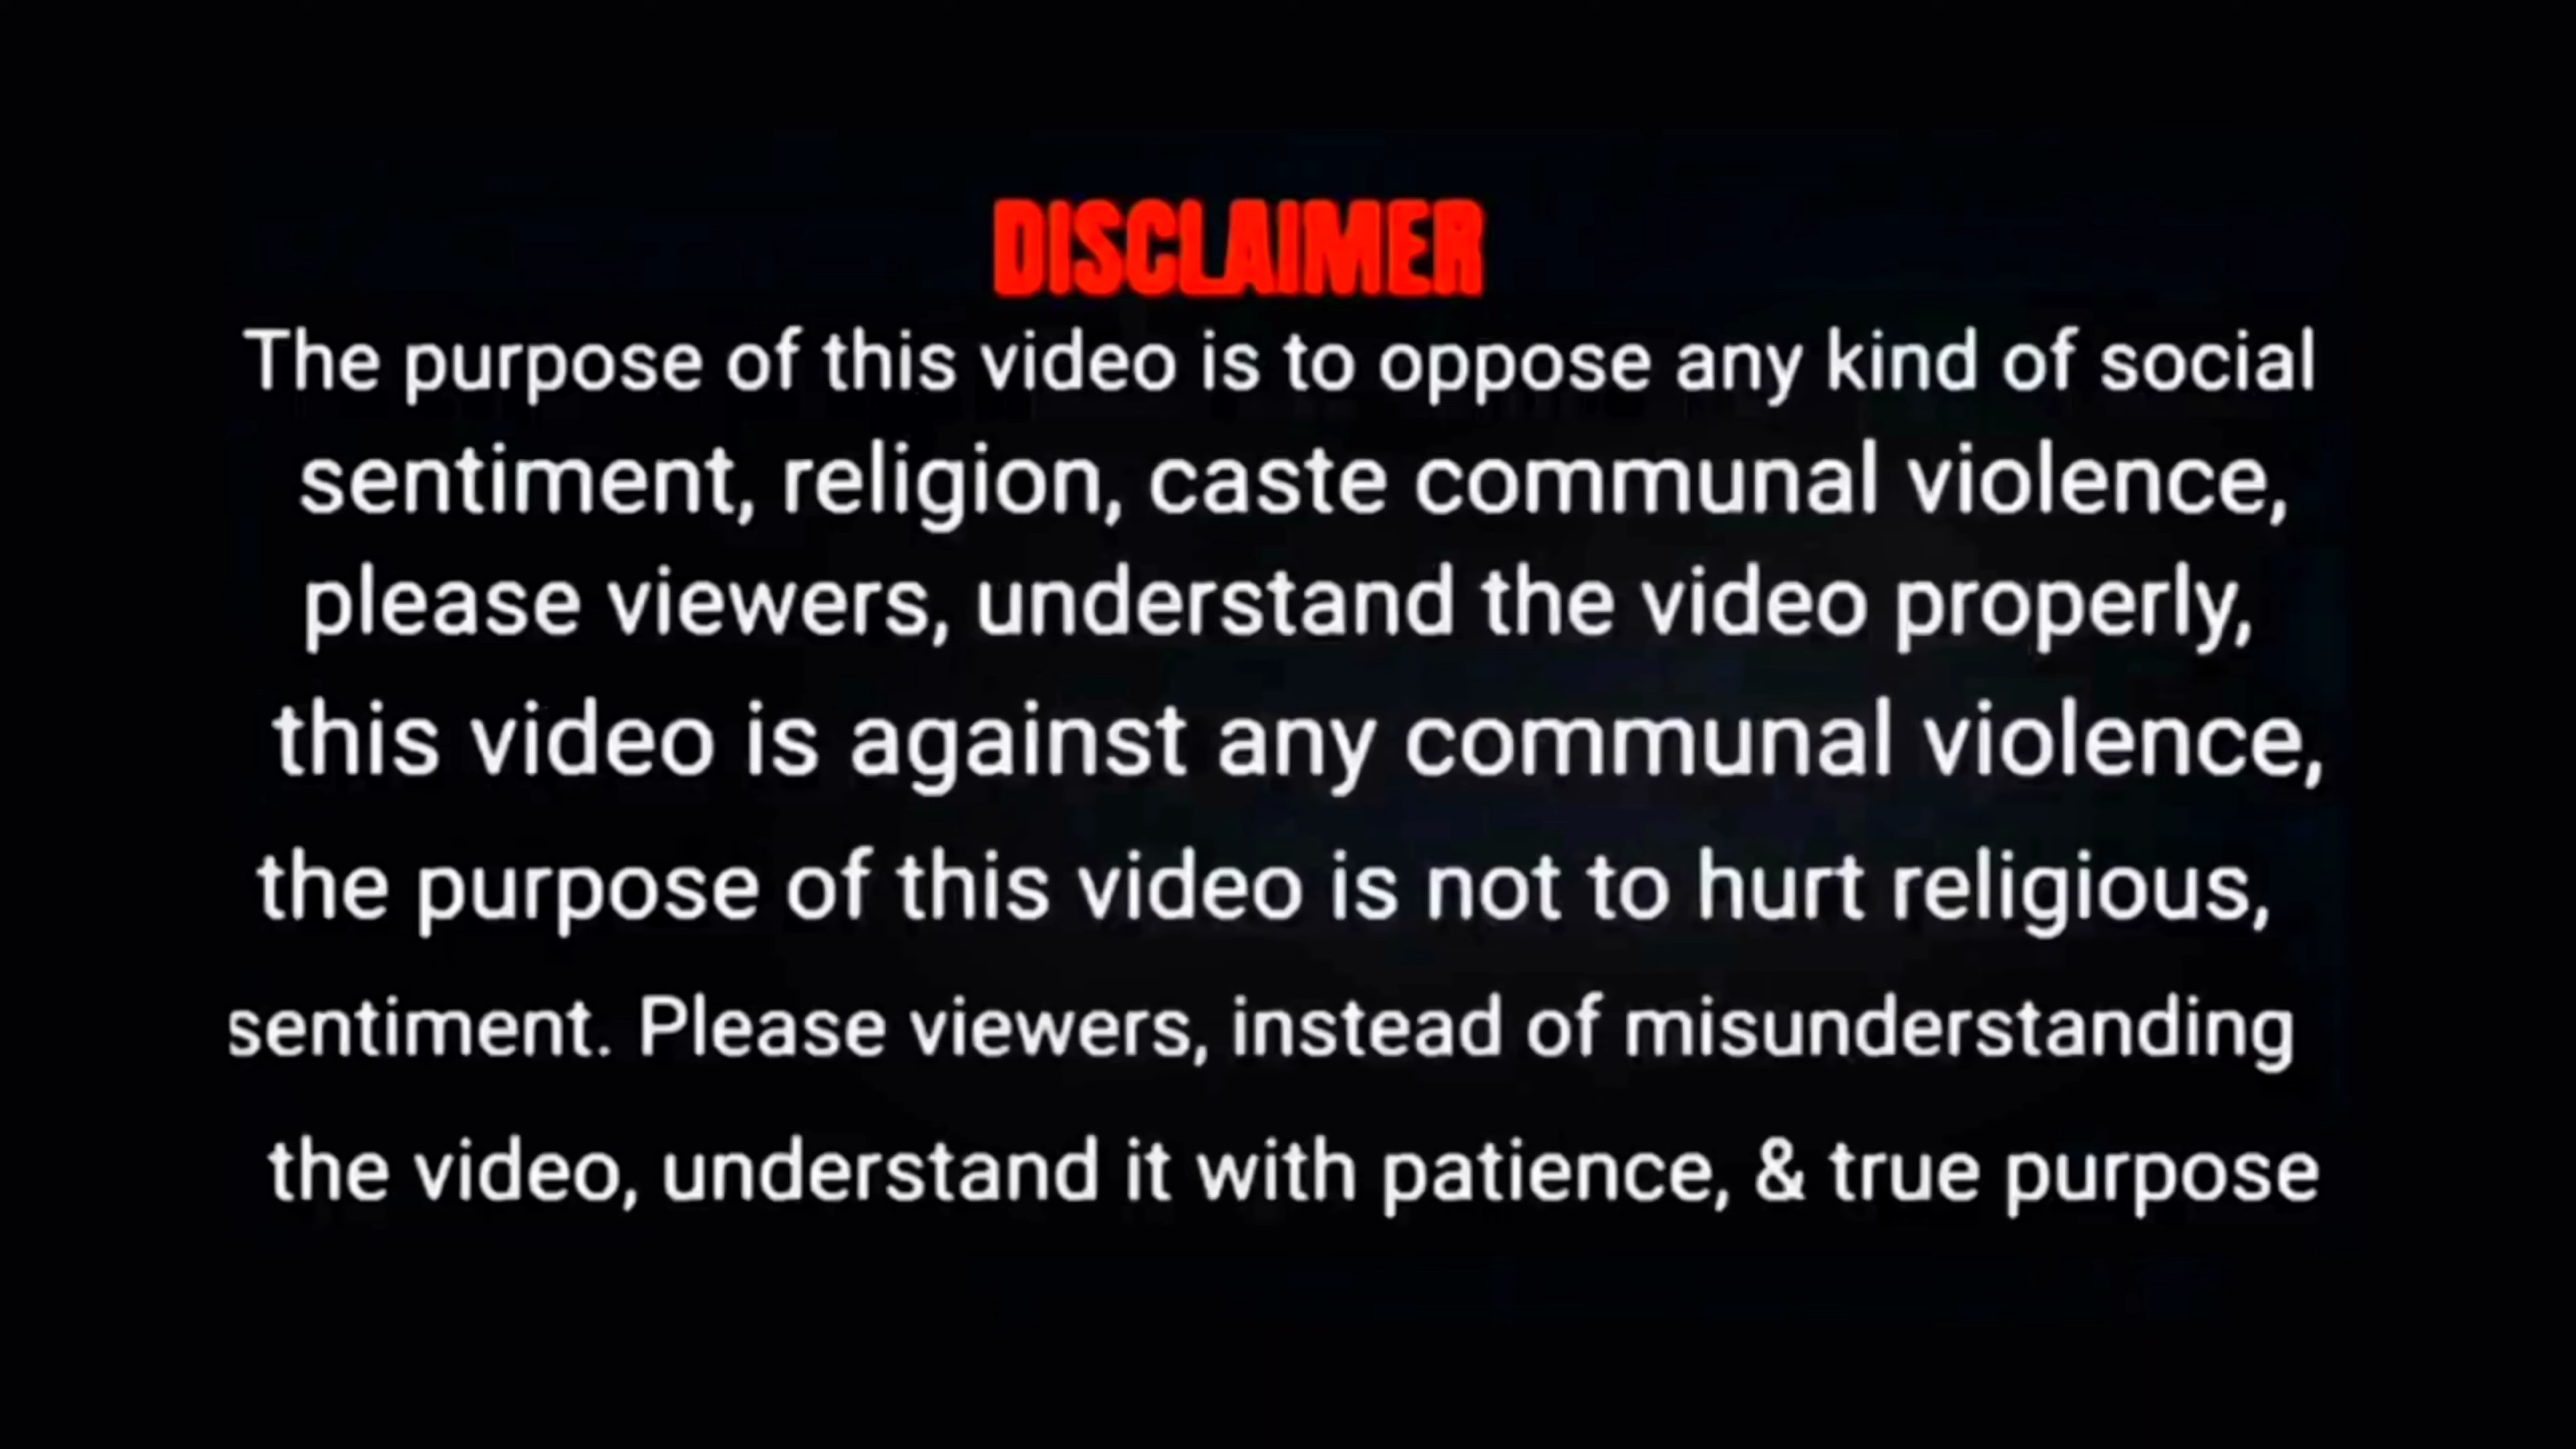 DISCLAIMER
The purpose of this video is to oppose any kind of social
sentiment, religion, caste communal violence,
please viewers, understand the video properly,
this video is against any communal violence,
the purpose of this video is not to hurt religious,
sentiment. Please viewers, instead of misunderstanding
the video, understand it with patience, & true purpose